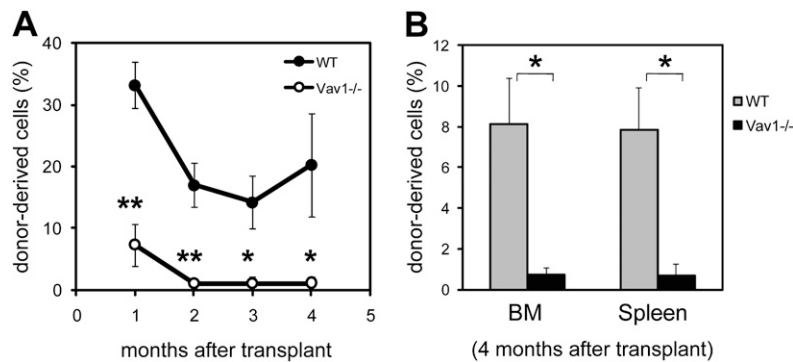 A
donor-derived cells (%)
40
30
20
10
0
WT
Vav1-/-
**
**
*
*
0 1 2 3 4 5
months after transplant
B
donor-derived cells (%)
12
10
8
6
4
2
0
*
*
WT
Vav1-/-
BM Spleen
(4 months after transplant)